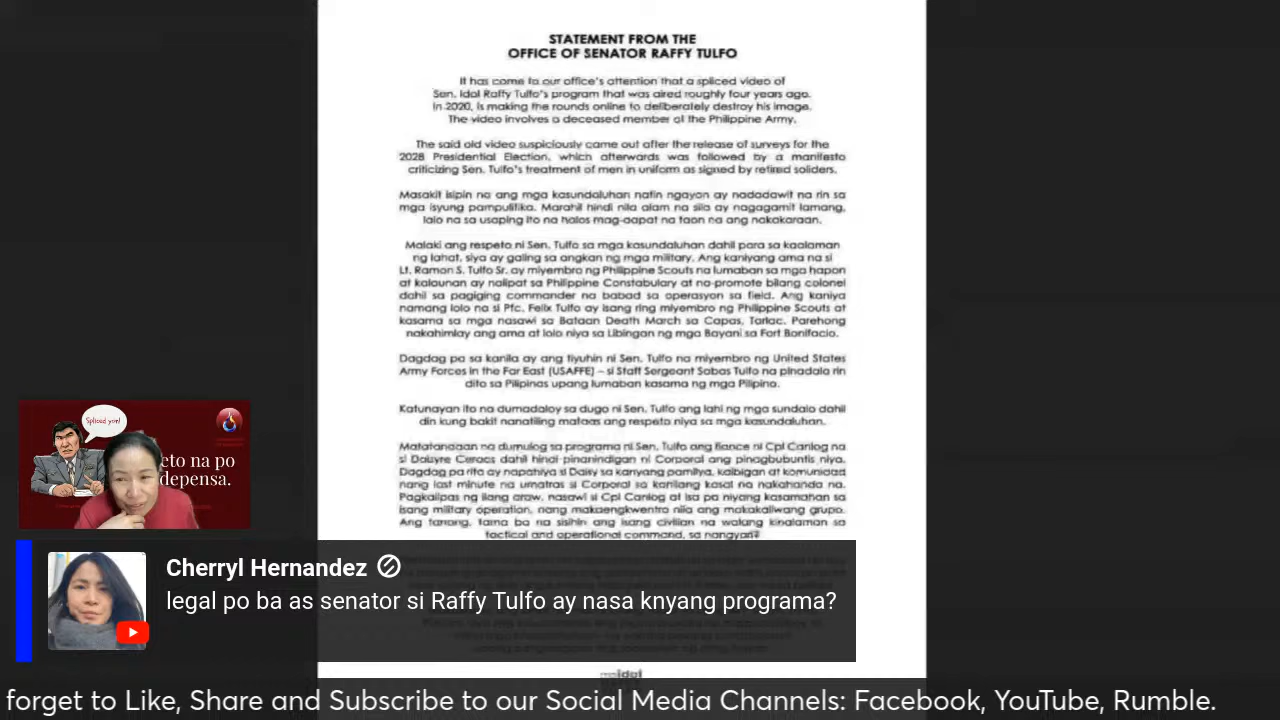 STATEMENT FROM THE
OFFICE OF SENATOR RAFFY TULFO
It has come to our office's attention that a spliced video of
Sen. Idol Raffy Tulfo's program that was aired roughly four years ago,
in 2020, is making the rounds online to deliberately destroy his image.
The video involves a deceased member of the Philippine Army.
The said old video suspiciously came out after the release of surveys for the
2028 Presidential Election, which afterwards was followed by a manifesto
criticizing Sen. Tulfo's treatment of men in uniform as signed by retired soliders.
Masakit isipin na ang mga kasundaluhan natin ngayon ay nadadawit na rin sa
mga isyung pampulitika. Marahil hindi nila alam na sila ay nagagamit lamang,
lalo na sa usaping ito na halos mag-aapat na taon na ang nakakaraan.
Malaki ang respeto ni Sen. Tulfo sa mga kasundaluhan dahil para sa kaalaman
ng lahat, siya ay galing sa angkan ng mga military. Ang kaniyang ama na si
Lt. Ramon S. Tulfo Sr. ay miyembro ng Philippine Scouts na lumaban sa mga hapon
at kalaunan ay nalipat sa Philippine Constabulary at na-promote bilang colonel
dahil sa pagiging commander na babad sa operasyon sa field. Ang kaniya
namang lolo na si Pfc. Felix Tulfo ay isang ring miyembro ng Philippine Scouts at
kasama sa mga nasawi sa Bataan Death March sa Capas, Tarlac. Parehong
nakahimlay ang ama at lolo niya sa Libingan ng mga Bayani sa Fort Bonifacio.
Dagdag pa sa kanila ay ang tiyuhin ni Sen. Tulfo na miyembro ng United States
Army Forces in the Far East (USAFFE) – si Staff Sergeant Sabas Tulfo na pinadala rin
dito sa Pilipinas upang lumaban kasama ng mga Pilipino.
Katunayan ito na dumadaloy sa dugo ni Sen. Tulfo ang lahi ng mga sundalo dahil
din kung bakit nanatiling mataas ang respeto niya sa mga kasundaluhan.
Matatandaan na dumulog sa programa ni Sen. Tulfo ang fiance ni Cpl Canlog na
si Daisyre Cerocs dahil hindi pinanindigan ni Corporal ang pinagbubuntis niya.
Dagdag pa rito ay napahiya si Daisy sa kanyang pamilya, kaibigan at komunidad
nang last minute na umatras si Corporal sa kanilang kasal na nakahanda na.
Pagkalipas ng ilang araw, nasawi si Cpl Canlog at isa pa niyang kasamahan sa
isang military operation, nang makaengkwentro nila ang makakaliwang grupo.
Ang tanong, tama ba na sisihin ang isang civilian na walang kinalaman sa
tactical and operational command, sa nangyari?
Spliced yrn!
eto na po
depensa.
Cherryl Hernandez
legal po ba as senator si Raffy Tulfo ay nasa knyang programa?
forget to Like, Share and Subscribe to our Social Media Channels: Facebook, YouTube, Rumble.